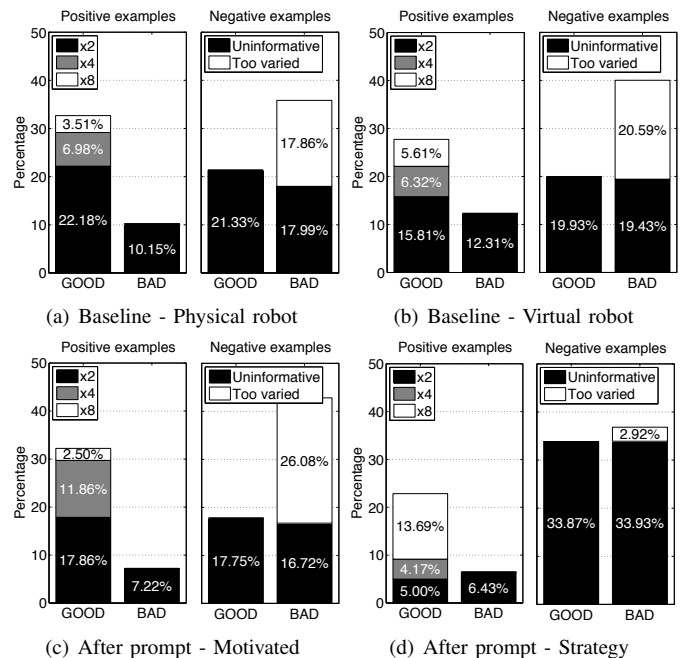 Positive examples
Negative examples
Positive examples
Negative examples
50
40
30
20
10
0
Percentage
x2
x4
x8
3.51%
6.98%
22.18%
10.15%
GOOD
BAD
Uninformative
Too varied
17.86%
21.33%
17.99%
GOOD
BAD
50
40
30
20
10
0
Percentage
x2
x4
x8
5.61%
6.32%
15.81%
12.31%
GOOD
BAD
Uninformative
Too varied
20.59%
19.93%
19.43%
GOOD
BAD
(a) Baseline - Physical robot
(b) Baseline - Virtual robot
Positive examples
Negative examples
Positive examples
Negative examples
50
40
30
20
10
0
Percentage
x2
x4
x8
2.50%
11.86%
17.86%
7.22%
GOOD
BAD
Uninformative
Too varied
26.08%
17.75%
16.72%
GOOD
BAD
50
40
30
20
10
0
Percentage
x2
x4
x8
13.69%
4.17%
5.00%
6.43%
GOOD
BAD
Uninformative
Too varied
2.92%
33.87%
33.93%
GOOD
BAD
(c) After prompt - Motivated
(d) After prompt - Strategy